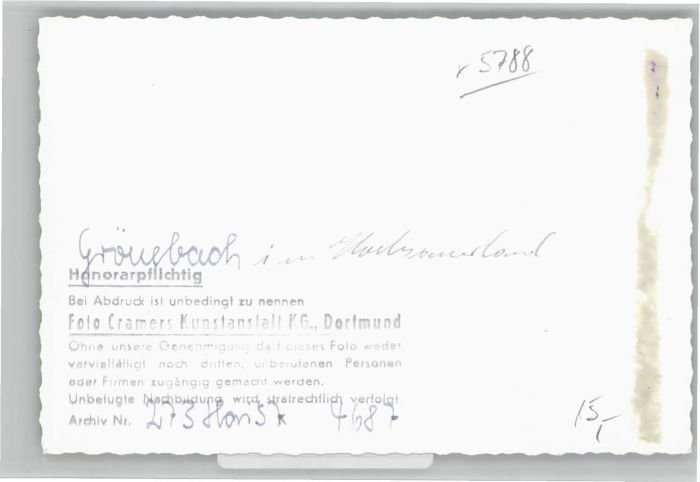 x 5788
Grönebach im Hochsauerland
Honorarpflichtig
Bei Abdruck ist unbedingt zu nennen
Foto Cramers Kunstanstalt KG., Dortmund
Ohne unsere Genehmigung darf dieses Foto weder
vervielfältigt noch dritten, unberufenen Personen
oder Firmen zugängig gemacht werden.
Unbefugte Nachbildung wird strafrechtlich verfolgt
Archiv Nr. 4687
15,-